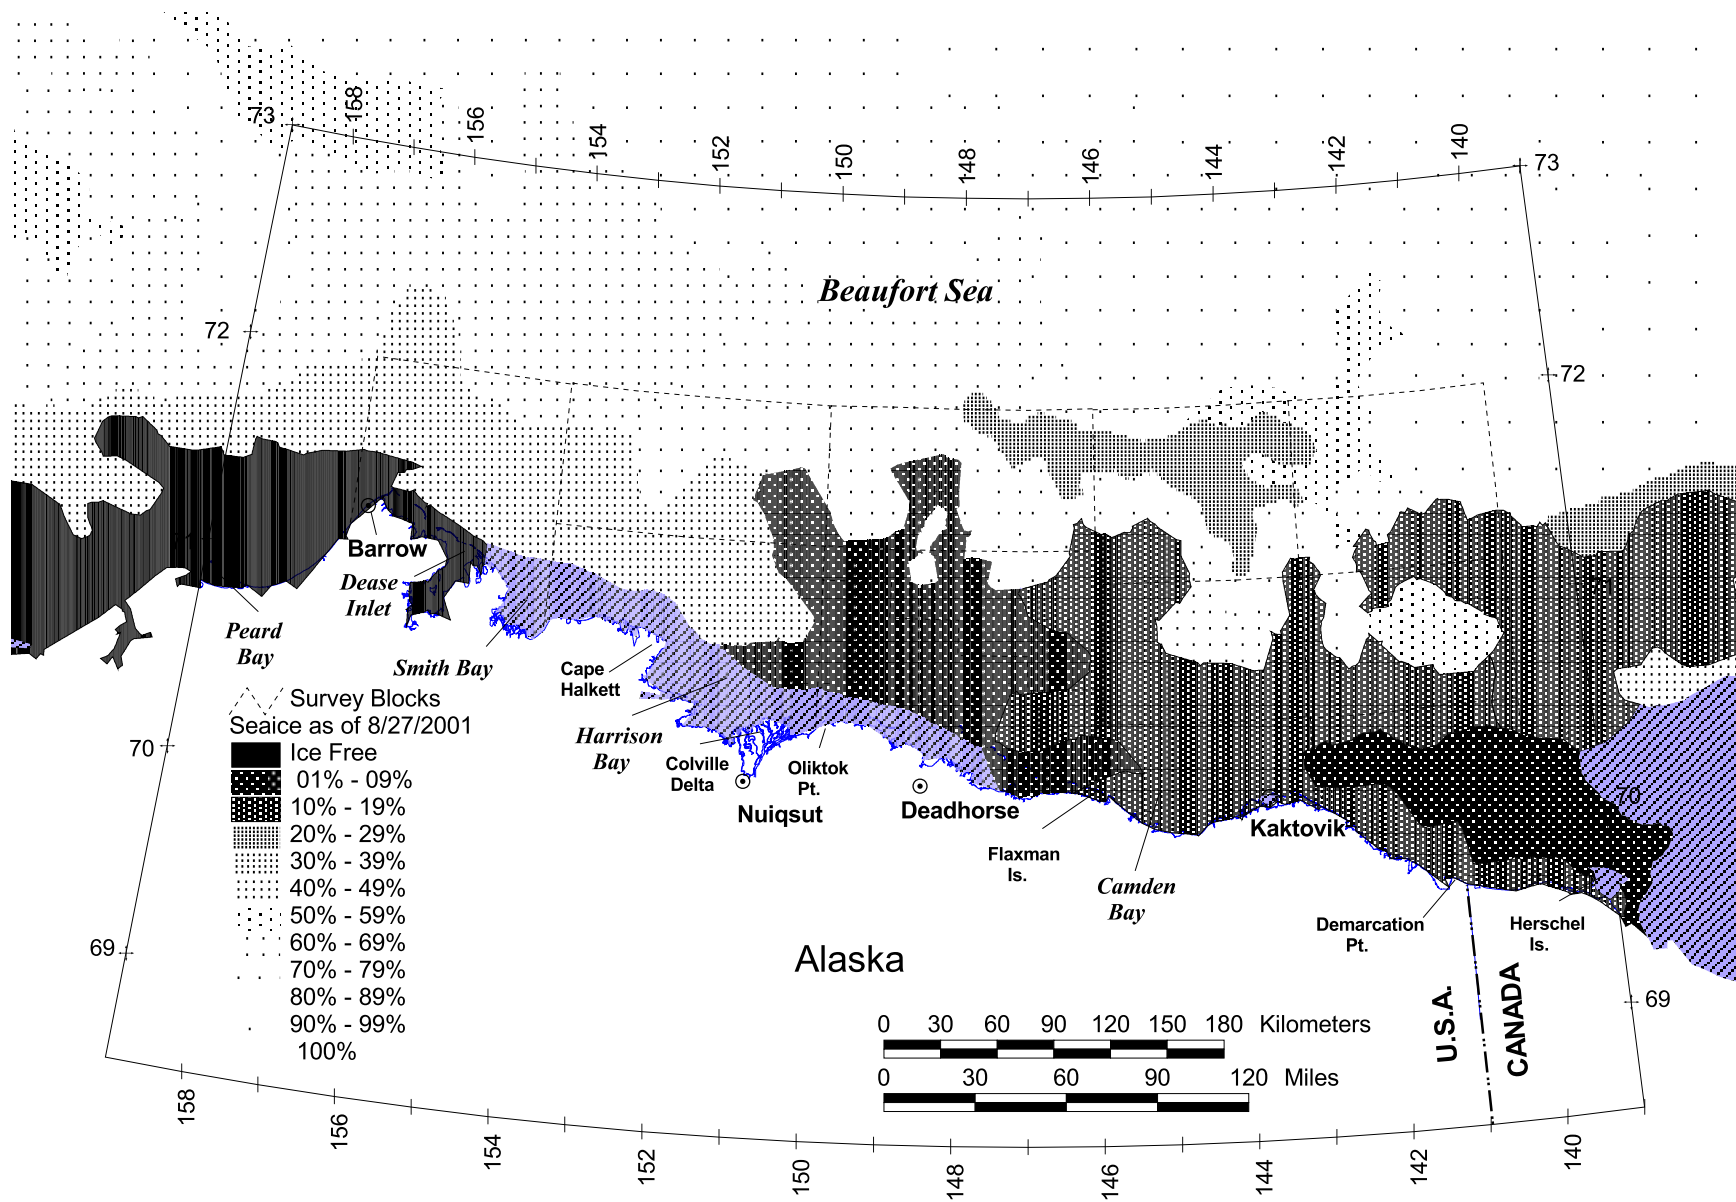 73
158
156
154
152
150
148
146
144
142
140
73
Beaufort Sea
72
72
Barrow
Dease
Inlet
Peard
Bay
Smith Bay
Cape
Halkett
Harrison
Bay
Colville
Delta
Oliktok
Pt.
Nuiqsut
Deadhorse
Flaxman
Is.
Camden
Bay
Kaktovik
Demarcation
Pt.
Herschel
Is.
70
70
69
69
Survey Blocks
Seaice as of 8/27/2001
Ice Free
01% - 09%
10% - 19%
20% - 29%
30% - 39%
40% - 49%
50% - 59%
60% - 69%
70% - 79%
80% - 89%
90% - 99%
100%
Alaska
U.S.A.
CANADA
0 30 60 90 120 150 180 Kilometers
0 30 60 90 120 Miles
158
156
154
152
150
148
146
144
142
140